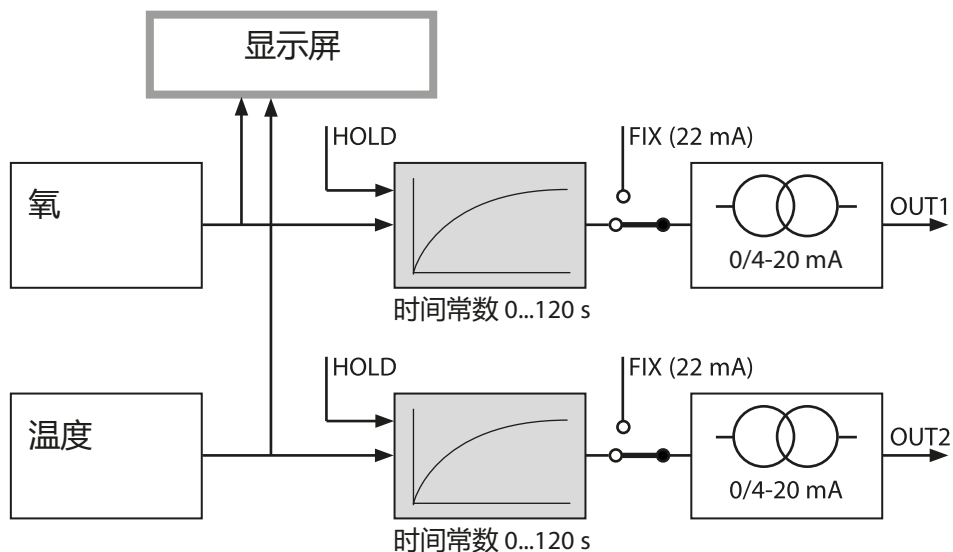 显示屏
HOLD
FIX (22 mA)
氧
OUT1
0/4-20 mA
时间常数 0...120 s
HOLD
FIX (22 mA)
温度
OUT2
0/4-20 mA
时间常数 0...120 s